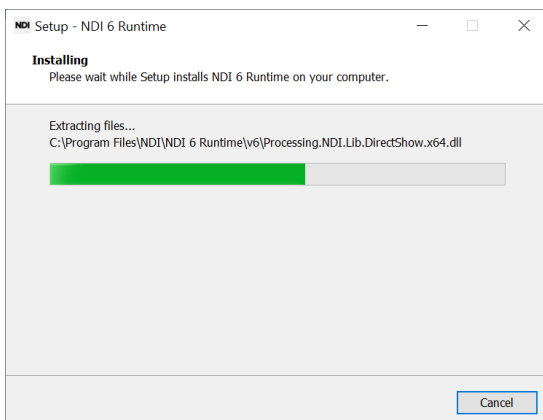 NDI Setup - NDI 6 Runtime
Installing
Please wait while Setup installs NDI 6 Runtime on your computer.
Extracting files...
C:\Program Files\NDI\NDI 6 Runtime\v6\Processing.NDI.Lib.DirectShow.x64.dll
Cancel